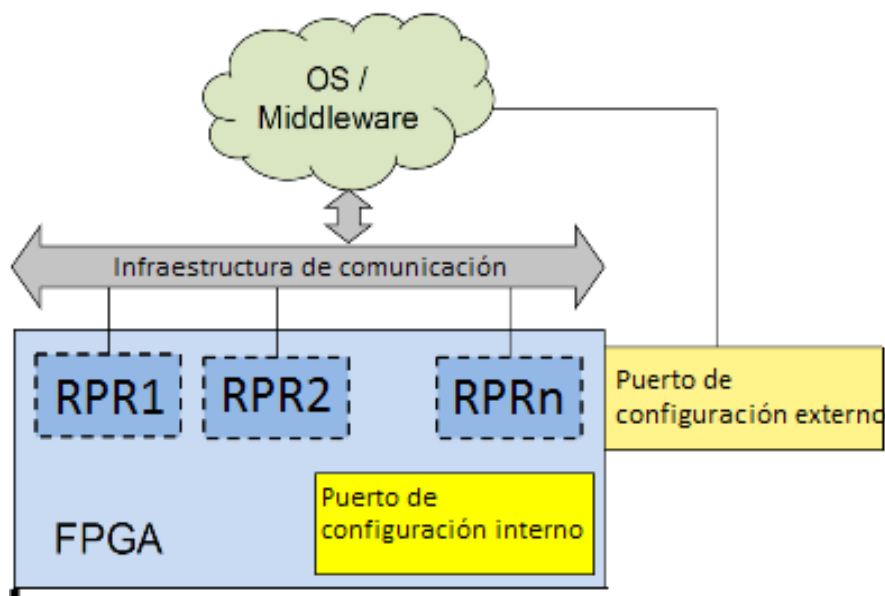 OS /
Middleware
Infraestructura de comunicación
RPR1
RPR2
RPRn
Puerto de
configuración externo
Puerto de
configuración interno
FPGA